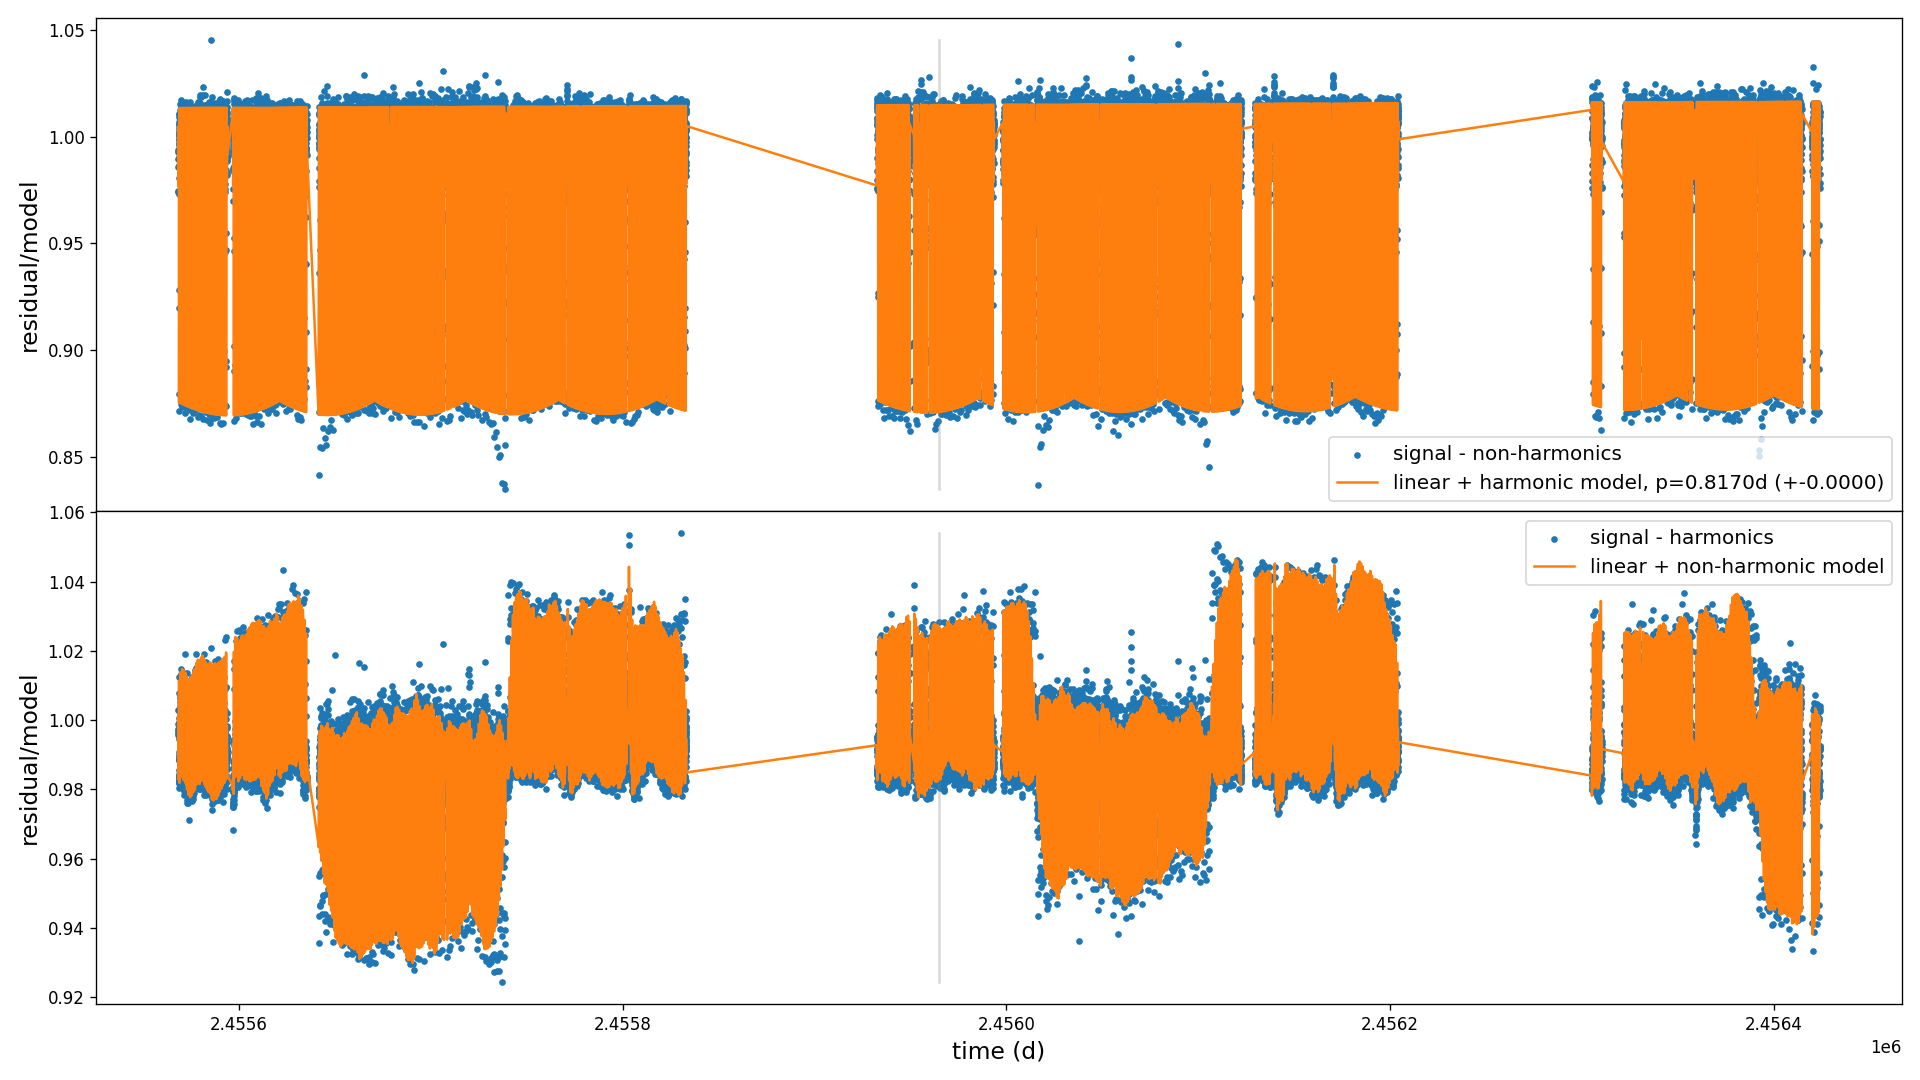 1.05
1.00
0.95
0.90
0.85
residual/model
signal - non-harmonics
linear + harmonic model, p=0.8170d (+-0.0000)
1.06
1.04
1.02
1.00
0.98
0.96
0.94
0.92
residual/model
signal - harmonics
linear + non-harmonic model
2.4556
2.4558
2.4560
2.4562
2.4564
time (d)
1e6